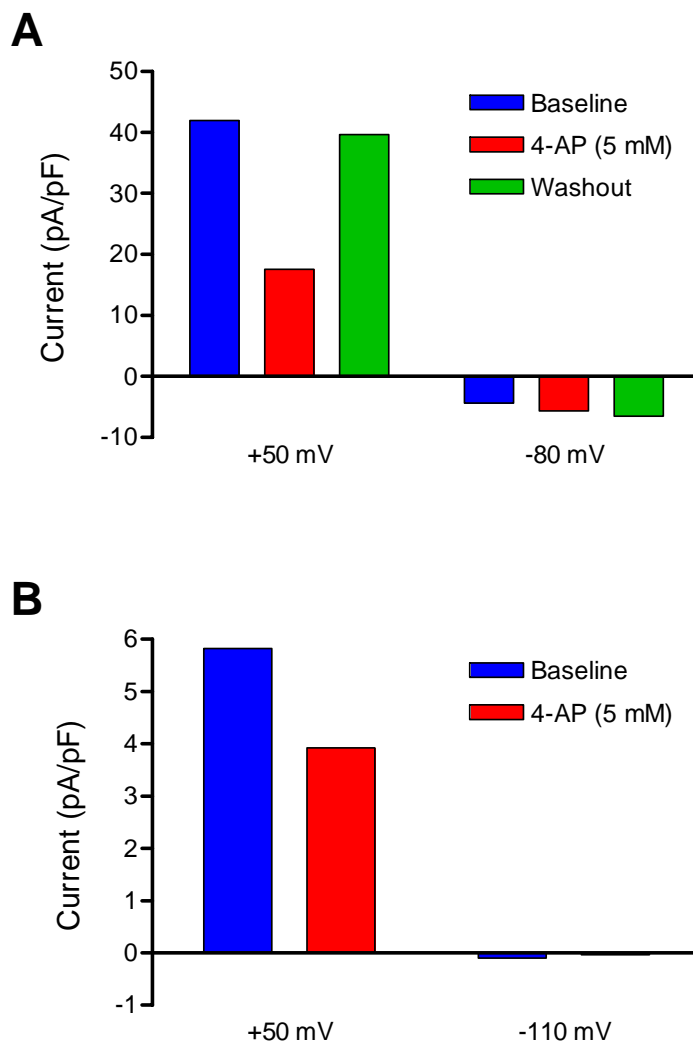 A
Current (pA/pF)
50
40
30
20
10
0
-10
Baseline
4-AP (5 mM)
Washout
+50 mV
-80 mV
B
Current (pA/pF)
6
5
4
3
2
1
0
-1
Baseline
4-AP (5 mM)
+50 mV
-110 mV